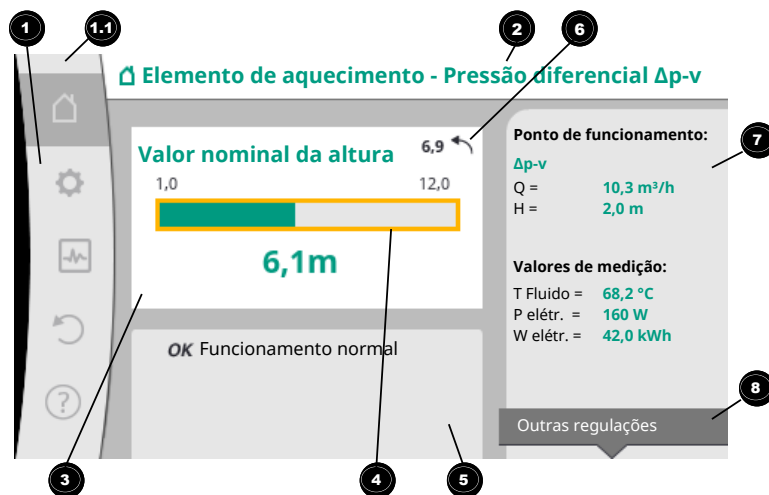 1
1.1
2
6
Elemento de aquecimento - Pressão diferencial Δp-v
Valor nominal da altura
6,9
1,0
12,0
6,1m
OK Funcionamento normal
Ponto de funcionamento:
Δp-v
Q = 10,3 m³/h
H = 2,0 m
Valores de medição:
T Fluido = 68,2 °C
P elétr. = 160 W
W elétr. = 42,0 kWh
Outras regulações
7
8
?
3
4
5